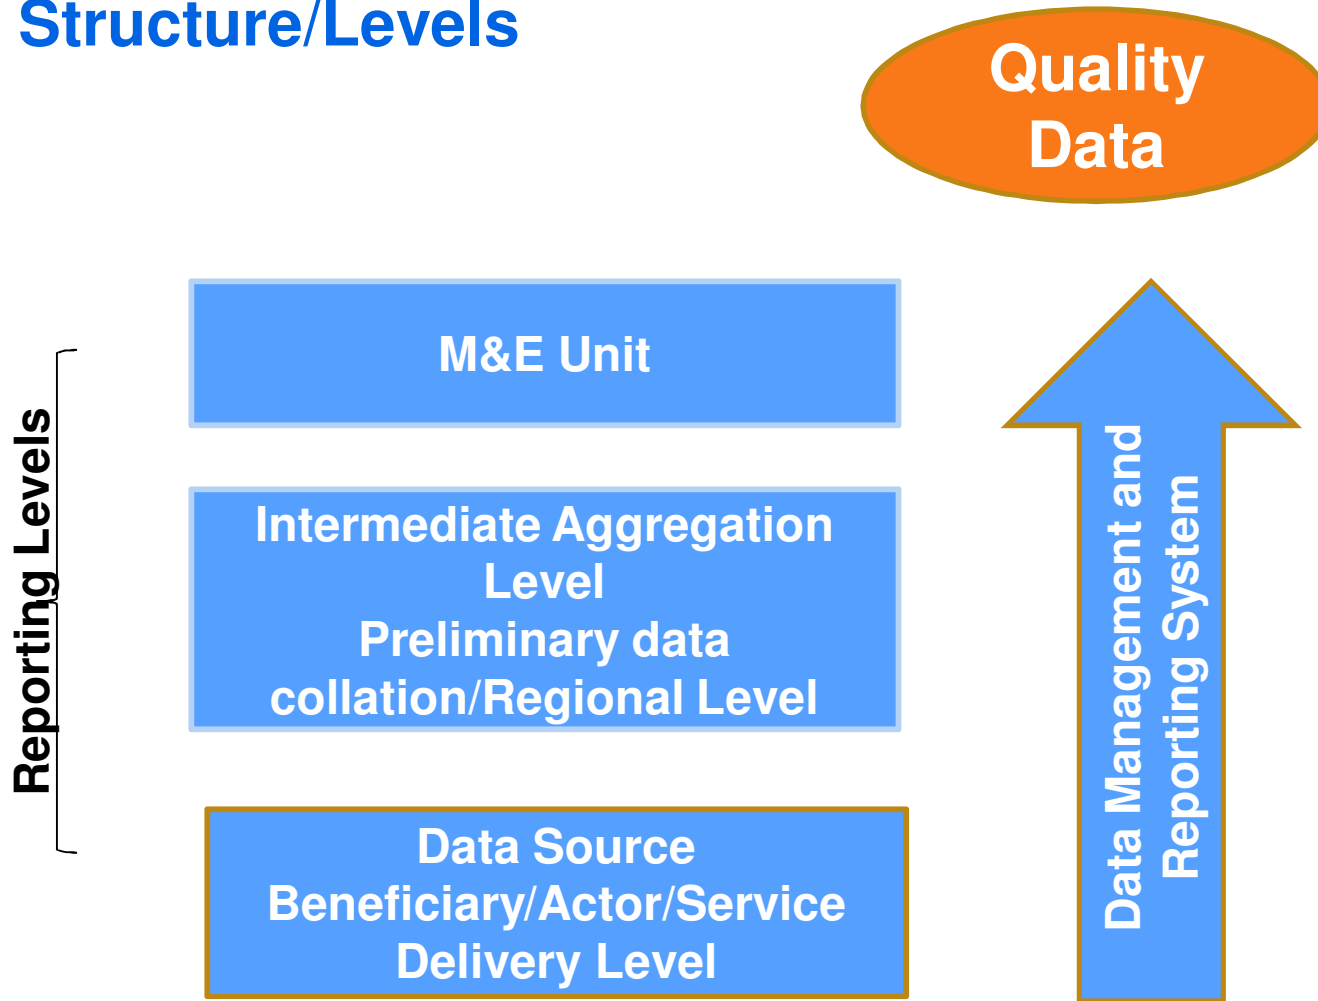 Structure/Levels
Quality
Data
M&E Unit
Reporting Levels
Intermediate Aggregation
Level
Preliminary data
collation/Regional Level
Data Source
Beneficiary/Actor/Service
Delivery Level
Data Management and
Reporting System